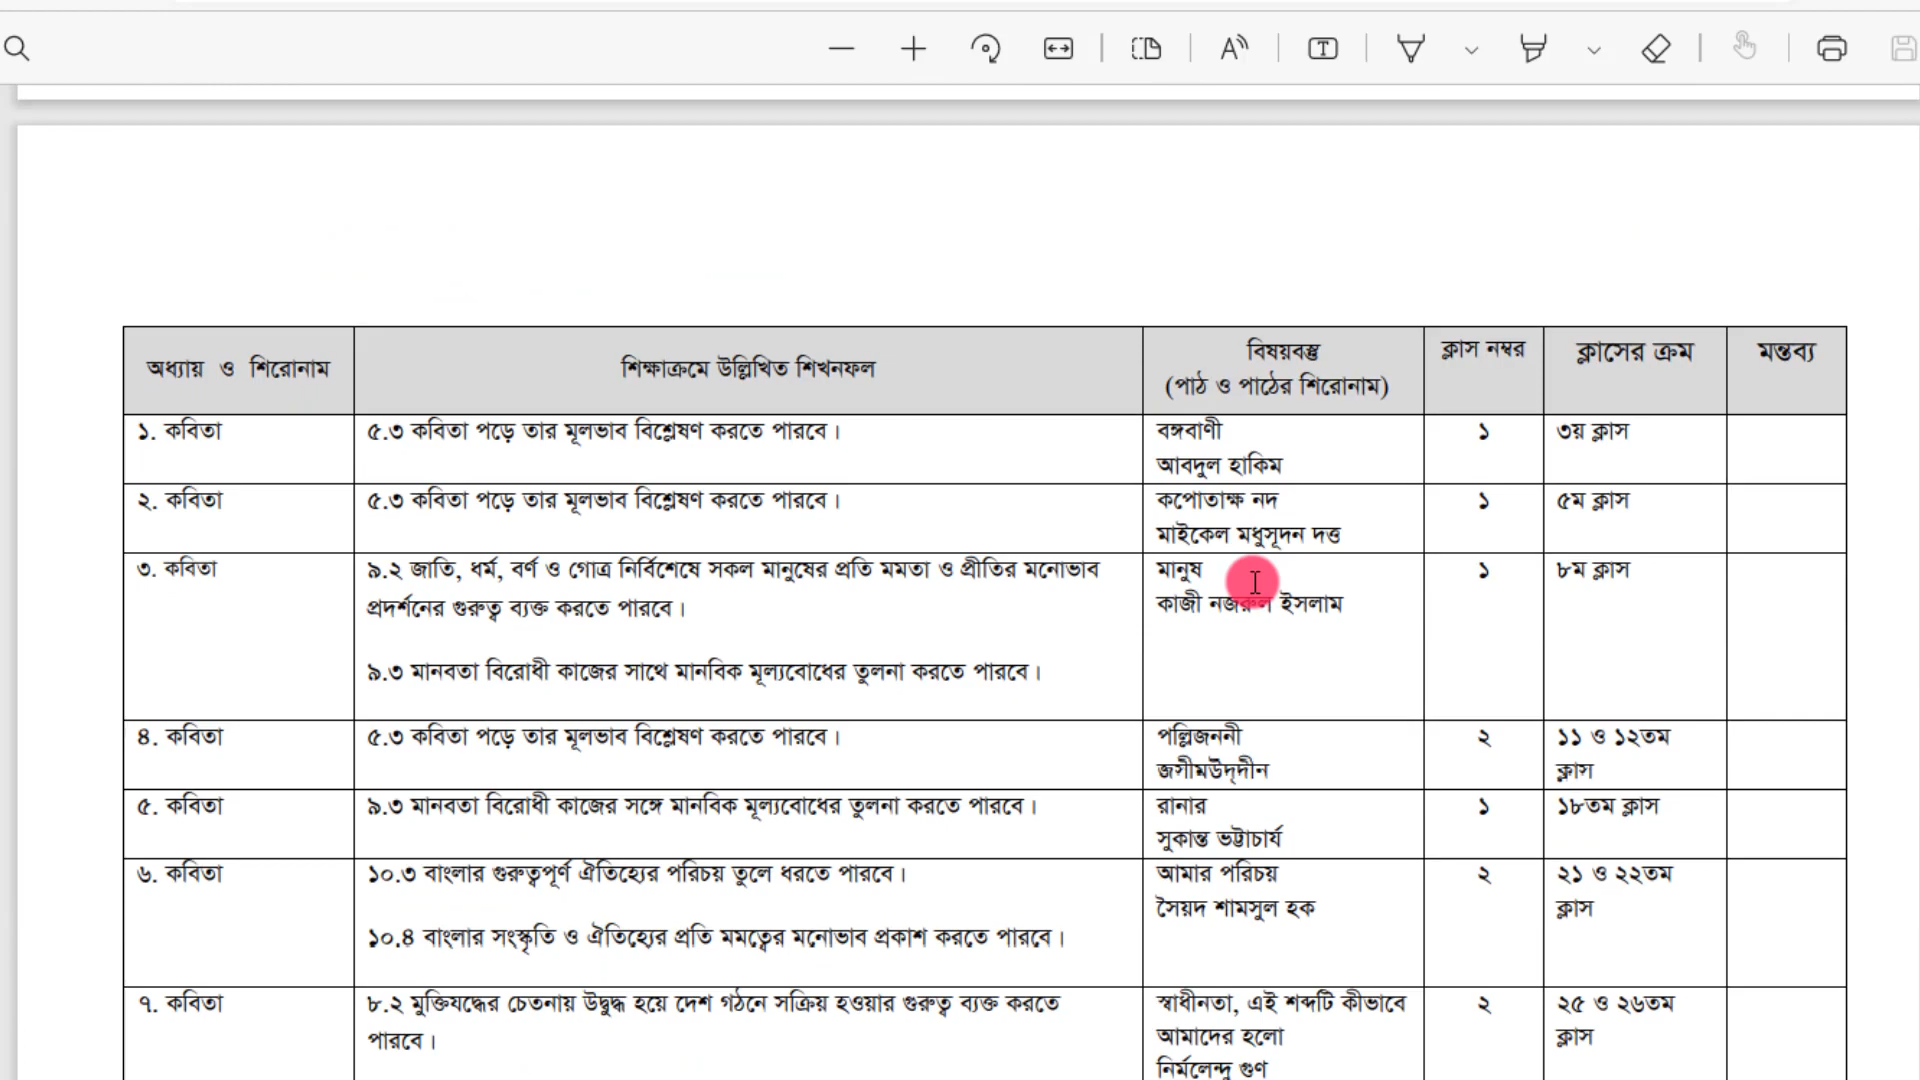 অধ্যায় ও শিরোনাম
শিক্ষাক্রমে উল্লিখিত শিখনফল
বিষয়বস্তু
(পাঠ ও পাঠের শিরোনাম)
ক্লাস নম্বর
ক্লাসের ক্রম
মন্তব্য
১. কবিতা
৫.৩ কবিতা পড়ে তার মূলভাব বিশ্লেষণ করতে পারবে।
বঙ্গবাণী
আবদুল হাকিম
১
৩য় ক্লাস
২. কবিতা
৫.৩ কবিতা পড়ে তার মূলভাব বিশ্লেষণ করতে পারবে।
কপোতাক্ষ নদ
মাইকেল মধুসূদন দত্ত
১
৫ম ক্লাস
৩. কবিতা
৯.২ জাতি, ধর্ম, বর্ণ ও গোত্র নির্বিশেষে সকল মানুষের প্রতি মমতা ও প্রীতির মনোভাব
প্রদর্শনের গুরুত্ব ব্যক্ত করতে পারবে।
৯.৩ মানবতা বিরোধী কাজের সাথে মানবিক মূল্যবোধের তুলনা করতে পারবে।
মানুষ
কাজী নজরুল ইসলাম
১
৮ম ক্লাস
৪. কবিতা
৫.৩ কবিতা পড়ে তার মূলভাব বিশ্লেষণ করতে পারবে।
পল্লিজননী
জসীমউদ্‌দীন
২
১১ ও ১২তম
ক্লাস
৫. কবিতা
৯.৩ মানবতা বিরোধী কাজের সঙ্গে মানবিক মূল্যবোধের তুলনা করতে পারবে।
রানার
সুকান্ত ভট্টাচার্য
১
১৮তম ক্লাস
৬. কবিতা
১০.৩ বাংলার গুরুত্বপূর্ণ ঐতিহ্যের পরিচয় তুলে ধরতে পারবে।
১০.৪ বাংলার সংস্কৃতি ও ঐতিহ্যের প্রতি মমত্বের মনোভাব প্রকাশ করতে পারবে।
আমার পরিচয়
সৈয়দ শামসুল হক
২
২১ ও ২২তম
ক্লাস
৭. কবিতা
৮.২ মুক্তিযদ্ধের চেতনায় উদ্বুদ্ধ হয়ে দেশ গঠনে সক্রিয় হওয়ার গুরুত্ব ব্যক্ত করতে
পারবে।
স্বাধীনতা, এই শব্দটি কীভাবে
আমাদের হলো
নির্মলেন্দু গুণ
২
২৫ ও ২৬তম
ক্লাস